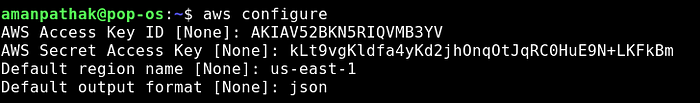 amanpathak@pop-os:~$ aws configure
AWS Access Key ID [None]: AKIAV52BKN5RIQVMB3YV
AWS Secret Access Key [None]: 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
Default region name [None]: us-east-1
Default output format [None]: json